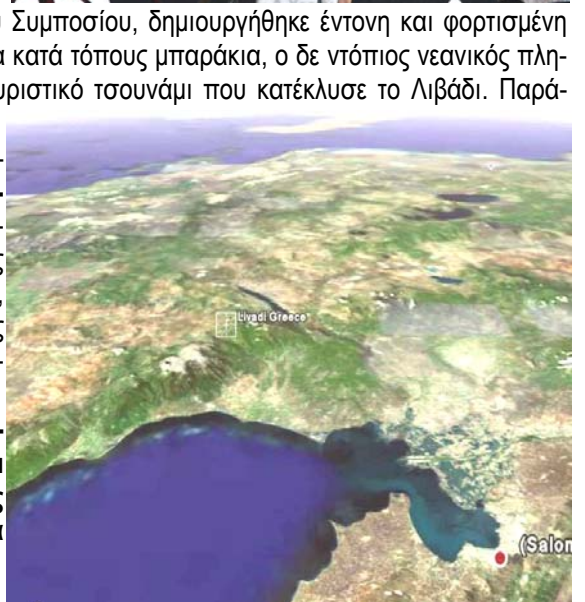 Συμποσίου, δημιουργήθηκε έντονη και φορτισμένη
κατά τόπους μπαράκια, ο δε ντόπιος νεανικός πλη-
υριστικό τσουνάμι που κατέκλυσε το Λιβάδι. Παρά-
Livadi Greece
(Salon